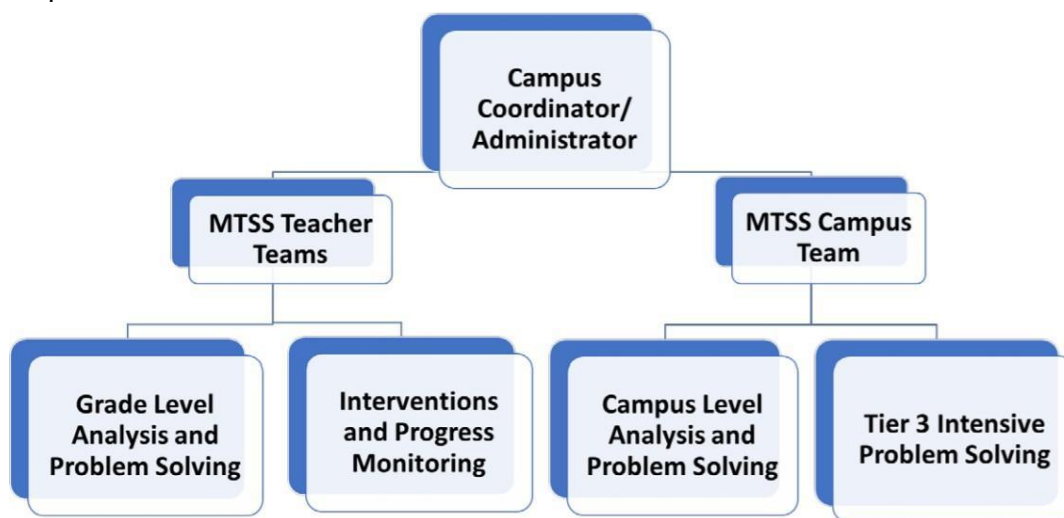 Campus
Coordinator/
Administrator
MTSS Teacher
Teams
MTSS Campus
Team
Grade Level
Analysis and
Problem Solving
Interventions
and Progress
Monitoring
Campus Level
Analysis and
Problem Solving
Tier 3 Intensive
Problem Solving